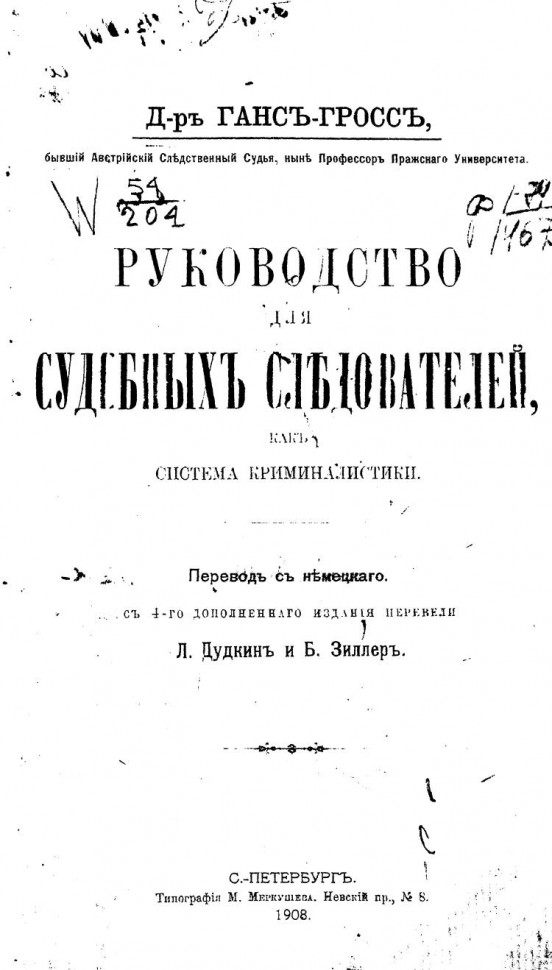 Д-ръ ГАНСЪ-ГРОССЪ,
бывшій Австрійскій Слѣдственный Судья, нынѣ Профессоръ Пражскаго Университета.
54
204
167
РУКОВОДСТВО
ДЛЯ
СУДЕБНЫХЪ СЛѢДОВАТЕЛЕЙ,
КАКЪ
СИСТЕМА КРИМИНАЛИСТИКИ.
Переводъ съ нѣмецкаго.
СЪ 4-ГО ДОПОЛНЕННАГО ИЗДАНІЯ ПЕРЕВЕЛИ
Л. Дудкинъ и Б. Зиллеръ.
С.-ПЕТЕРБУРГЪ.
Типографія М. Меркушева. Невскій пр., № 8.
1908.